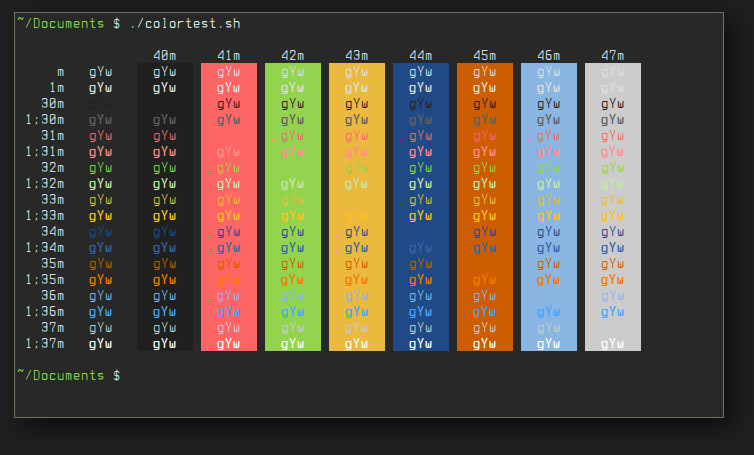 ~/Documents $ ./colortest.sh
40m 41m 42m 43m 44m 45m 46m 47m
m gYw gYw gYw gYw gYw gYw gYw gYw gYw
1m gYw gYw gYw gYw gYw gYw gYw gYw gYw
30m gYw gYw gYw gYw gYw gYw gYw gYw gYw
1;30m gYw gYw gYw gYw gYw gYw gYw gYw gYw
31m gYw gYw gYw gYw gYw gYw gYw gYw
1;31m gYw gYw gYw gYw gYw gYw gYw gYw gYw
32m gYw gYw gYw gYw gYw gYw gYw gYw
1;32m gYw gYw gYw gYw gYw gYw gYw gYw gYw
33m gYw gYw gYw gYw gYw gYw gYw gYw gYw
1;33m gYw gYw gYw gYw gYw gYw gYw gYw gYw
34m gYw gYw gYw gYw gYw gYw gYw gYw
1;34m gYw gYw gYw gYw gYw gYw gYw gYw gYw
35m gYw gYw gYw gYw gYw gYw gYw gYw
1;35m gYw gYw gYw gYw gYw gYw gYw gYw gYw
36m gYw gYw gYw gYw gYw gYw gYw gYw
1;36m gYw gYw gYw gYw gYw gYw gYw gYw gYw
37m gYw gYw gYw gYw gYw gYw gYw gYw
1;37m gYw gYw gYw gYw gYw gYw gYw gYw gYw
~/Documents $